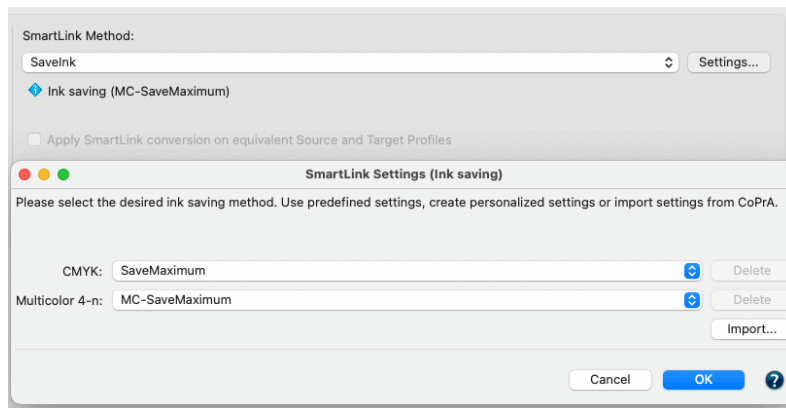 SmartLink Method:
SaveInk Settings...
Ink saving (MC-SaveMaximum)
Apply SmartLink conversion on equivalent Source and Target Profiles
SmartLink Settings (Ink saving)
Please select the desired ink saving method. Use predefined settings, create personalized settings or import settings from CoPrA.
CMYK: SaveMaximum Delete
Multicolor 4-n: MC-SaveMaximum Delete
Import...
Cancel OK ?